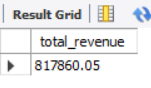 Result Grid
total_revenue
817860.05